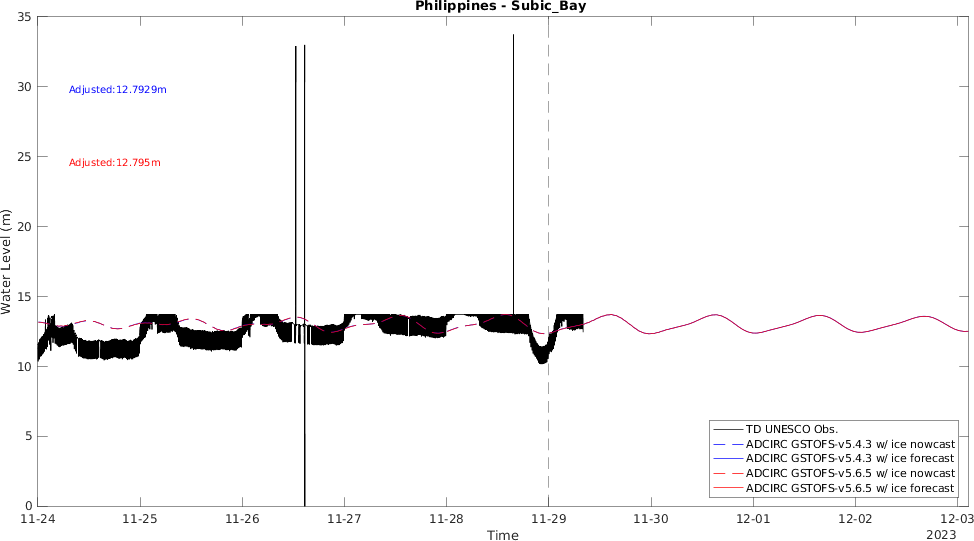 Philippines - Subic_Bay
35
30
25
20
15
10
5
0
Water Level (m)
Adjusted:12.7929m
Adjusted:12.795m
TD UNESCO Obs.
ADCIRC GSTOFS-v5.4.3 w/ ice nowcast
ADCIRC GSTOFS-v5.4.3 w/ ice forecast
ADCIRC GSTOFS-v5.6.5 w/ ice nowcast
ADCIRC GSTOFS-v5.6.5 w/ ice forecast
11-24 11-25 11-26 11-27 11-28 11-29 11-30 12-01 12-02 12-03
Time
2023